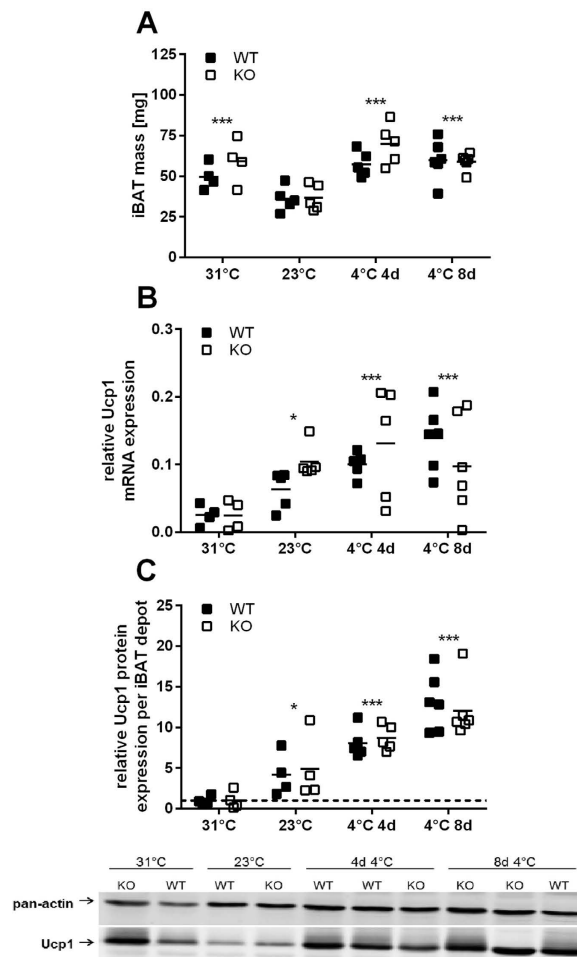 A
WT
KO
iBAT mass [mg]
125
100
75
50
25
0
*** *** ***
31°C 23°C 4°C 4d 4°C 8d
B
WT
KO
relative Ucp1
mRNA expression
0.3
0.2
0.1
0.0
* *** ***
31°C 23°C 4°C 4d 4°C 8d
C
WT
KO
relative Ucp1 protein
expression per iBAT depot
25
20
15
10
5
0
* *** ***
31°C 23°C 4°C 4d 4°C 8d
31°C 23°C 4d 4°C 8d 4°C
KO WT WT KO WT WT KO KO KO WT
pan-actin →
Ucp1 →